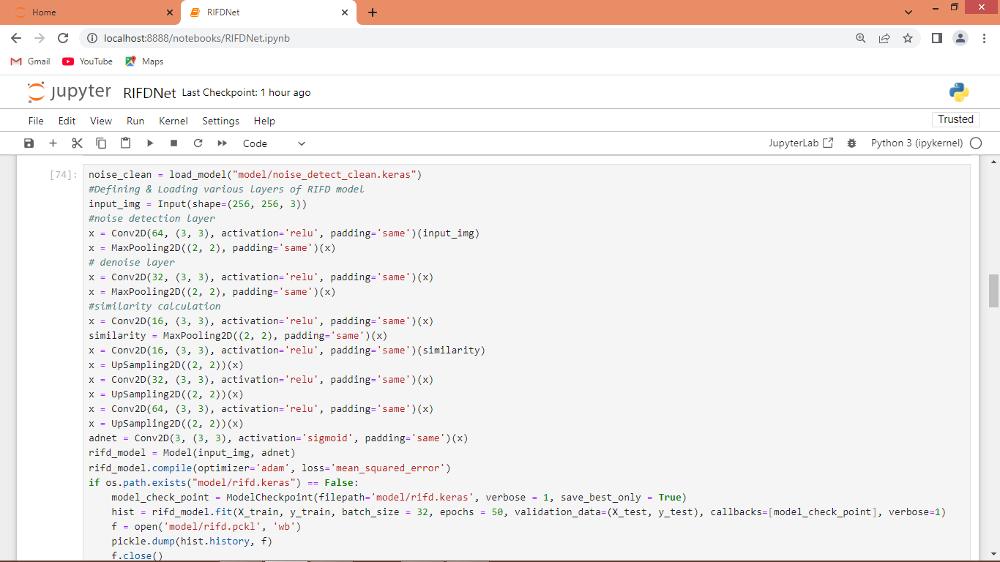 Home
RIFDNet
localhost:8888/notebooks/RIFDNet.ipynb
Gmail YouTube Maps
jupyter RIFDNet Last Checkpoint: 1 hour ago
File Edit View Run Kernel Settings Help
Trusted
Code
JupyterLab
Python 3 (ipykernel)
[74]:
noise_clean = load_model("model/noise_detect_clean.keras")
#Defining & Loading various layers of RIFD model
input_img = Input(shape=(256, 256, 3))
#noise detection layer
x = Conv2D(64, (3, 3), activation='relu', padding='same')(input_img)
x = MaxPooling2D((2, 2), padding='same')(x)
# denoise layer
x = Conv2D(32, (3, 3), activation='relu', padding='same')(x)
x = MaxPooling2D((2, 2), padding='same')(x)
#similarity calculation
x = Conv2D(16, (3, 3), activation='relu', padding='same')(x)
similarity = MaxPooling2D((2, 2), padding='same')(x)
x = Conv2D(16, (3, 3), activation='relu', padding='same')(similarity)
x = UpSampling2D((2, 2))(x)
x = Conv2D(32, (3, 3), activation='relu', padding='same')(x)
x = UpSampling2D((2, 2))(x)
x = Conv2D(64, (3, 3), activation='relu', padding='same')(x)
x = UpSampling2D((2, 2))(x)
adnet = Conv2D(3, (3, 3), activation='sigmoid', padding='same')(x)
rifd_model = Model(input_img, adnet)
rifd_model.compile(optimizer='adam', loss='mean_squared_error')
if os.path.exists("model/rifd.keras") == False:
    model_check_point = ModelCheckpoint(filepath='model/rifd.keras', verbose = 1, save_best_only = True)
    hist = rifd_model.fit(X_train, y_train, batch_size = 32, epochs = 50, validation_data=(X_test, y_test), callbacks=[model_check_point], verbose=1)
    f = open('model/rifd.pckl', 'wb')
    pickle.dump(hist.history, f)
    f.close()